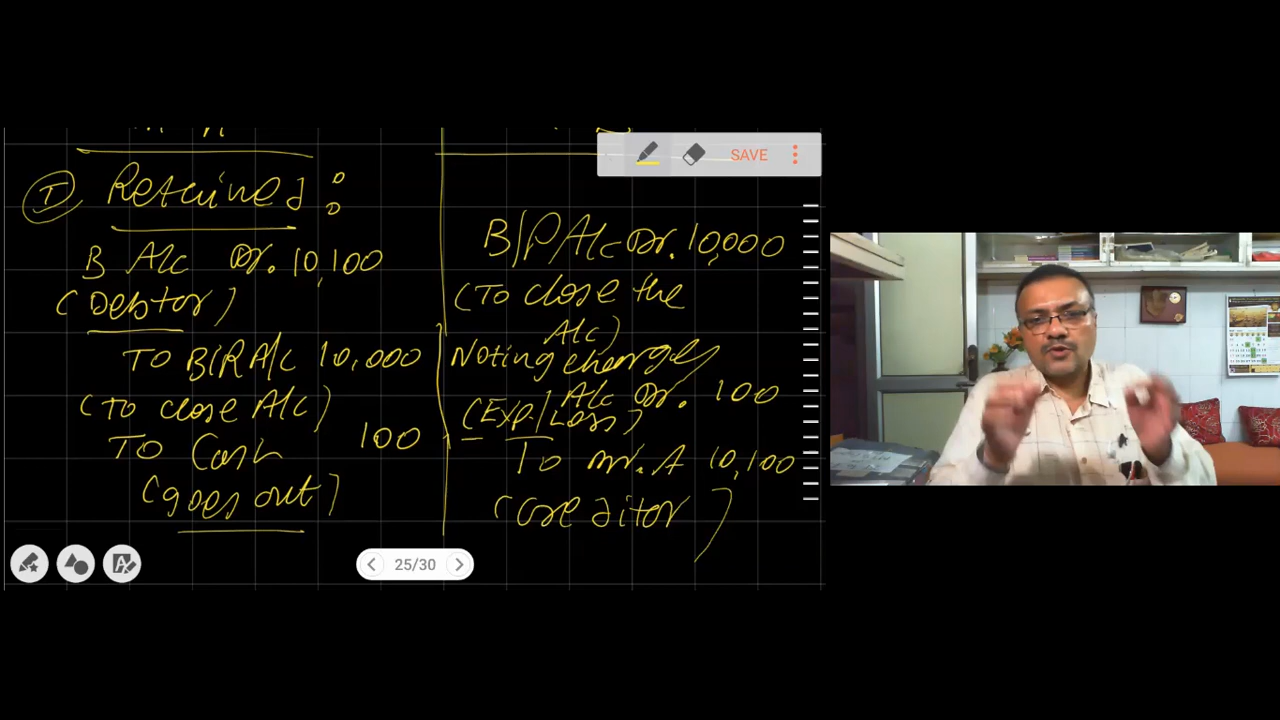 SAVE
I Retained:
B A/c Dr. 10,100
(Debtor)
To B/R A/c 10,000
(To close A/c)
To Cash 100
(goes out)
B/P A/c Dr. 10,000
(To close the
A/c)
Noting charges
A/c Dr. 100
(Exp./Loss)
To Mr. A 10,100
(Creditor)
25/30